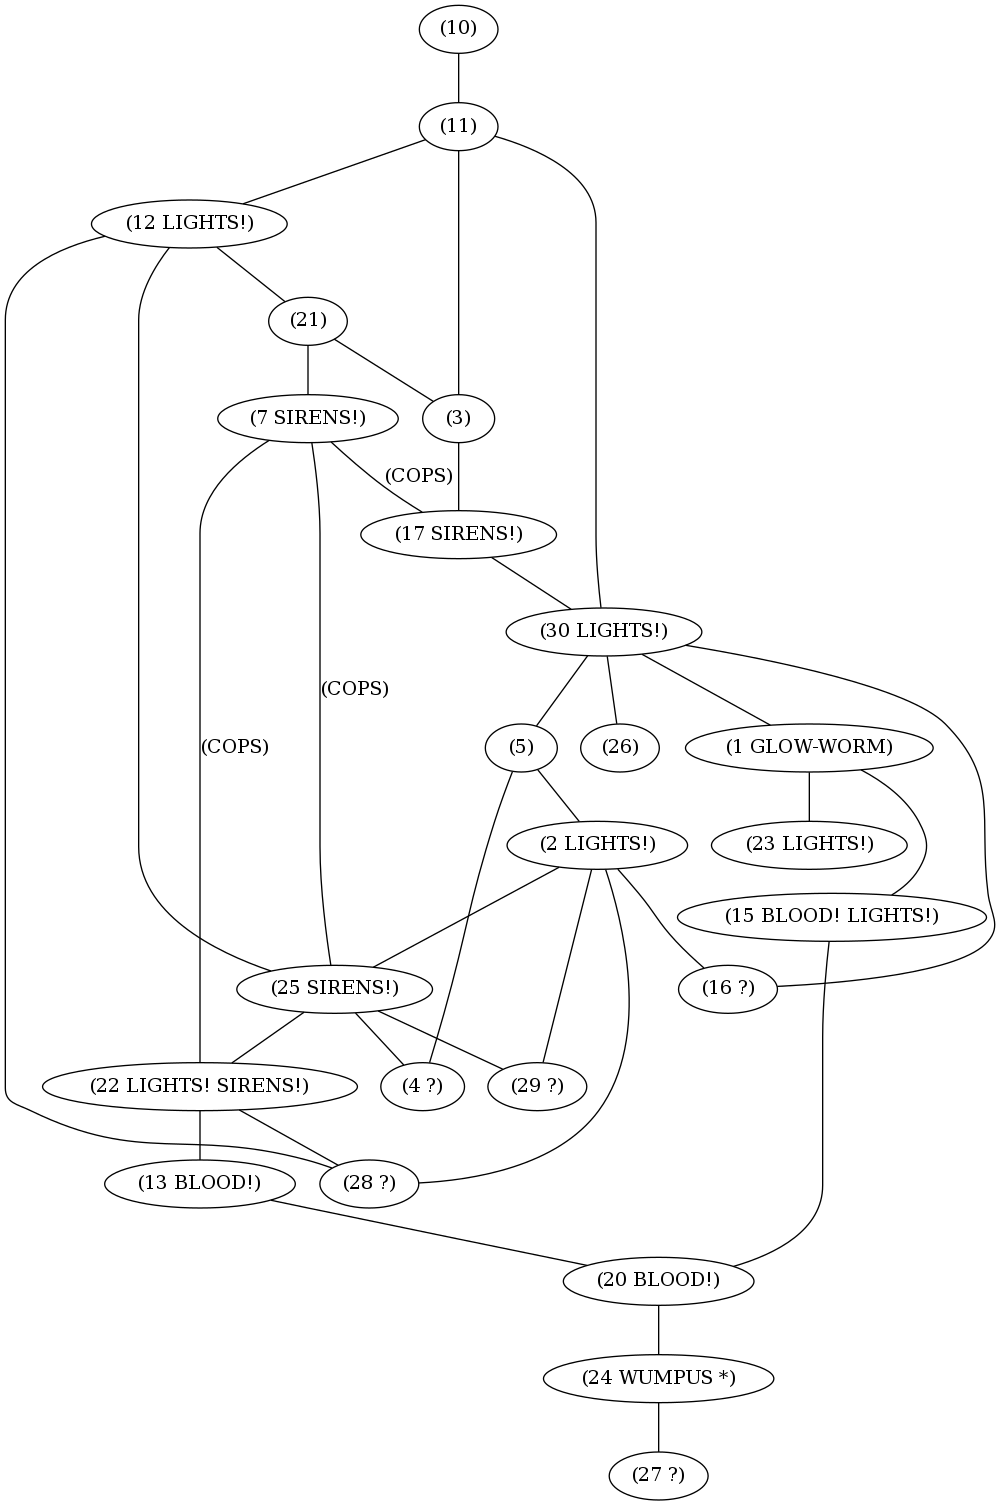 (10)
(11)
(12 LIGHTS!)
(21)
(7 SIRENS!)
(3)
(COPS)
(17 SIRENS!)
(30 LIGHTS!)
(COPS)
(COPS)
(5)
(26)
(1 GLOW-WORM)
(2 LIGHTS!)
(23 LIGHTS!)
(15 BLOOD! LIGHTS!)
(25 SIRENS!)
(16 ?)
(22 LIGHTS! SIRENS!)
(4 ?)
(29 ?)
(13 BLOOD!)
(28 ?)
(20 BLOOD!)
(24 WUMPUS *)
(27 ?)